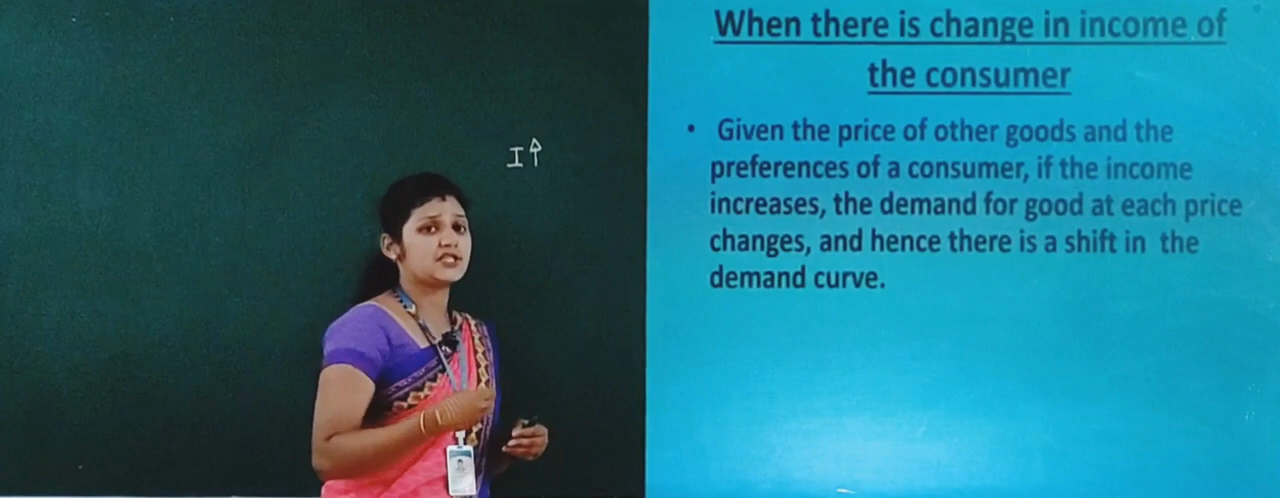 I↑
When there is change in income of
the consumer
• Given the price of other goods and the
preferences of a consumer, if the income
increases, the demand for good at each price
changes, and hence there is a shift in the
demand curve.